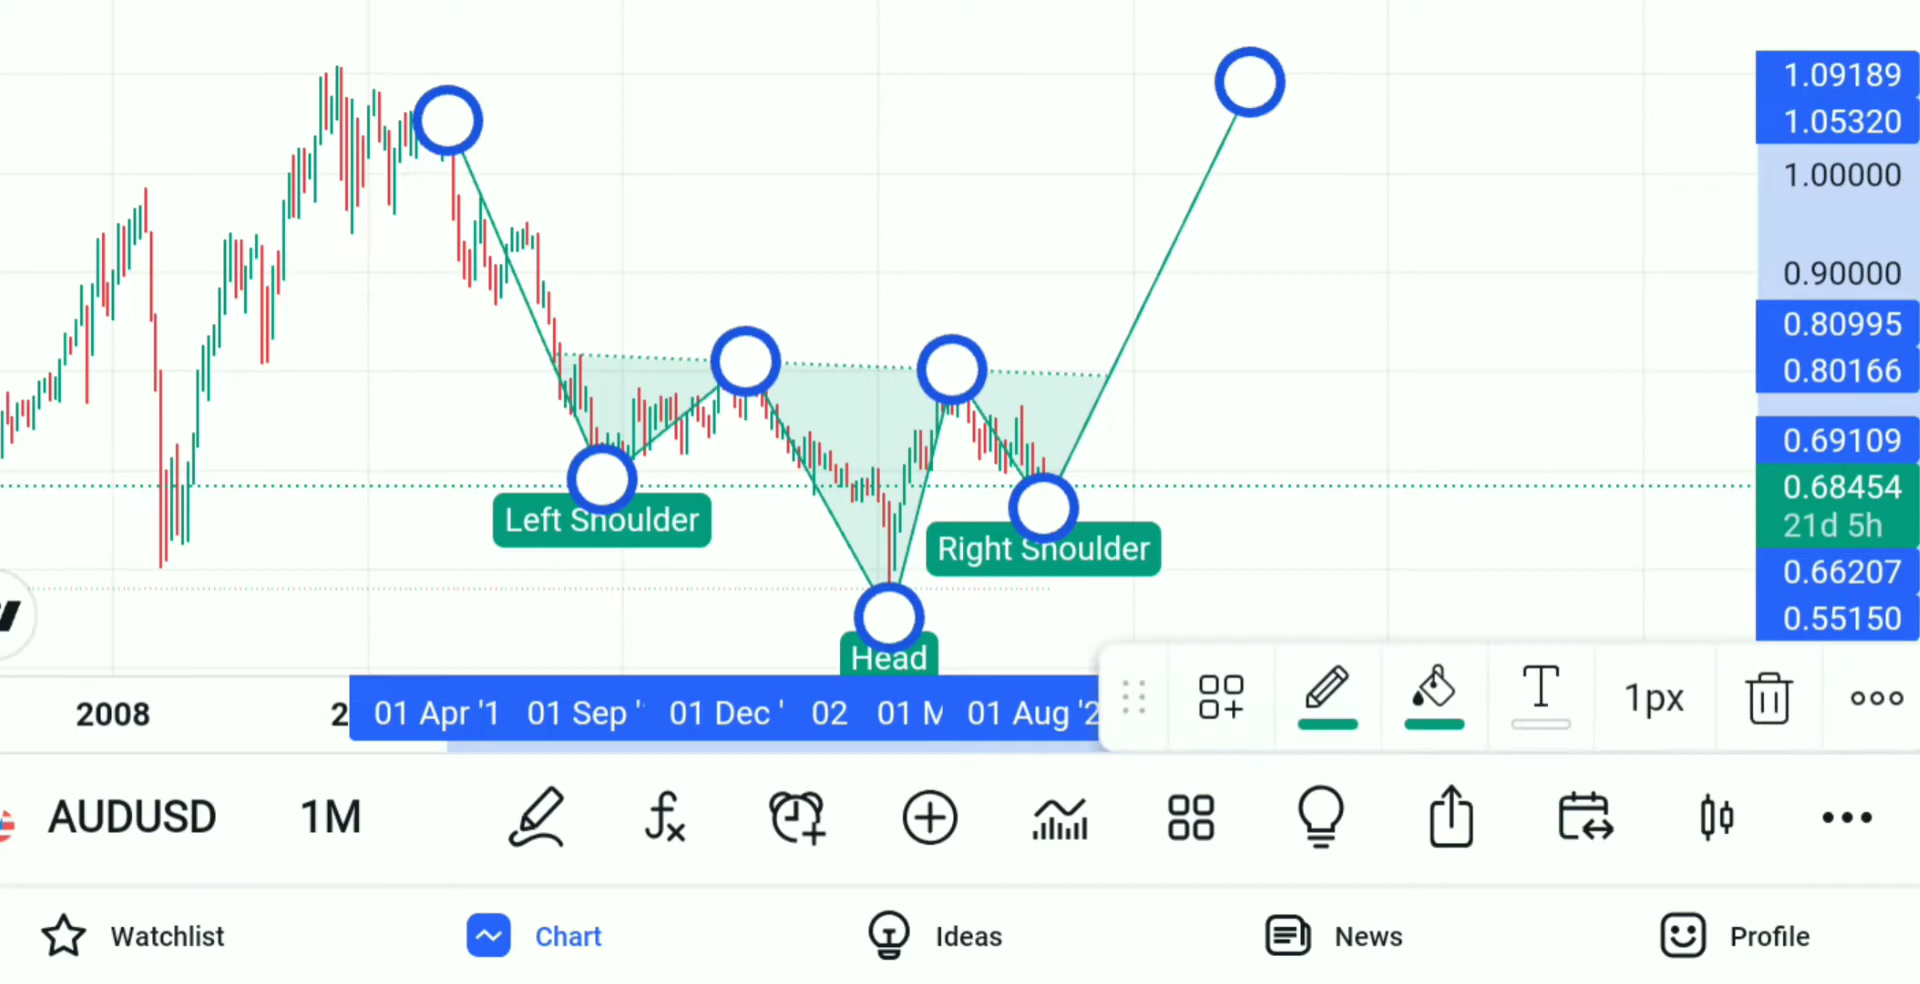 1.09189
1.05320
1.00000
0.90000
0.80995
0.80166
0.69109
0.68454
21d 5h
0.66207
0.55150
Left Shoulder
Right Shoulder
Head
2008
2
01 Apr '1
01 Sep '
01 Dec '
02
01 M
01 Aug '2
T
1px
AUDUSD
1M
Watchlist
Chart
Ideas
News
Profile